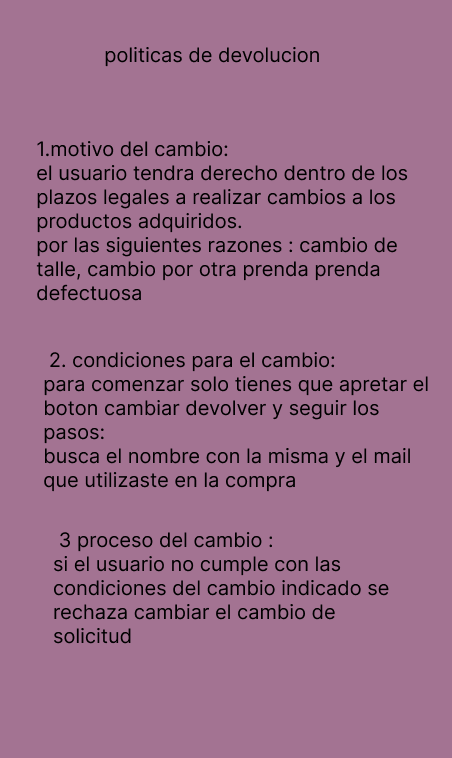 politicas de devolucion
1.motivo del cambio:
el usuario tendra derecho dentro de los
plazos legales a realizar cambios a los
productos adquiridos.
por las siguientes razones : cambio de
talle, cambio por otra prenda prenda
defectuosa
2. condiciones para el cambio:
para comenzar solo tienes que apretar el
boton cambiar devolver y seguir los
pasos:
busca el nombre con la misma y el mail
que utilizaste en la compra
3 proceso del cambio :
si el usuario no cumple con las
condiciones del cambio indicado se
rechaza cambiar el cambio de
solicitud